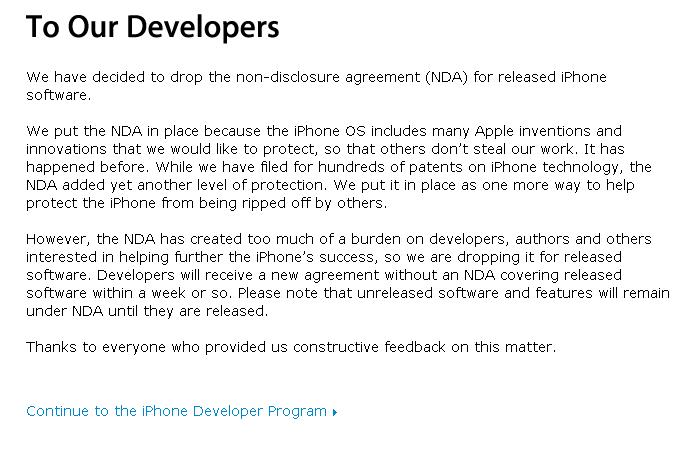 To Our Developers
We have decided to drop the non-disclosure agreement (NDA) for released iPhone
software.
We put the NDA in place because the iPhone OS includes many Apple inventions and
innovations that we would like to protect, so that others don’t steal our work. It has
happened before. While we have filed for hundreds of patents on iPhone technology, the
NDA added yet another level of protection. We put it in place as one more way to help
protect the iPhone from being ripped off by others.
However, the NDA has created too much of a burden on developers, authors and others
interested in helping further the iPhone’s success, so we are dropping it for released
software. Developers will receive a new agreement without an NDA covering released
software within a week or so. Please note that unreleased software and features will remain
under NDA until they are released.
Thanks to everyone who provided us constructive feedback on this matter.
Continue to the iPhone Developer Program